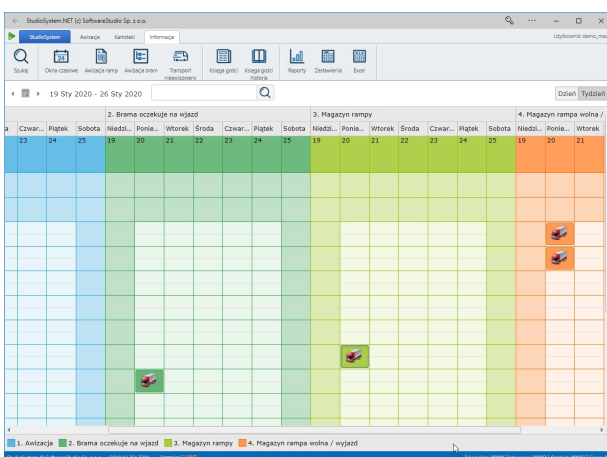 StudioSystem.NET (c) SoftwareStudio Sp. z o.o.
StudioSystem Awizacja Kartoteki Informacje
Użytkownik: demo_maw
Szukaj Okna czasowe Awizacja ramp Awizacja bram Transport nieawizowany Księga gości Księga gości historia Raporty Zestawienia Excel
19 Sty 2020 - 26 Sty 2020
Dzień Tydzień
2. Brama oczekuje na wjazd 3. Magazyn rampy 4. Magazyn rampa wolna /
a Czwar... Piątek Sobota Niedzi... Ponie... Wtorek Środa Czwar... Piątek Sobota Niedzi... Ponie... Wtorek Środa Czwar... Piątek Sobota Niedzi... Ponie... Wtorek
23 24 25 19 20 21 22 23 24 25 19 20 21 22 23 24 25 19 20 21
1. Awizacja 2. Brama oczekuje na wjazd 3. Magazyn rampy 4. Magazyn rampa wolna / wyjazd